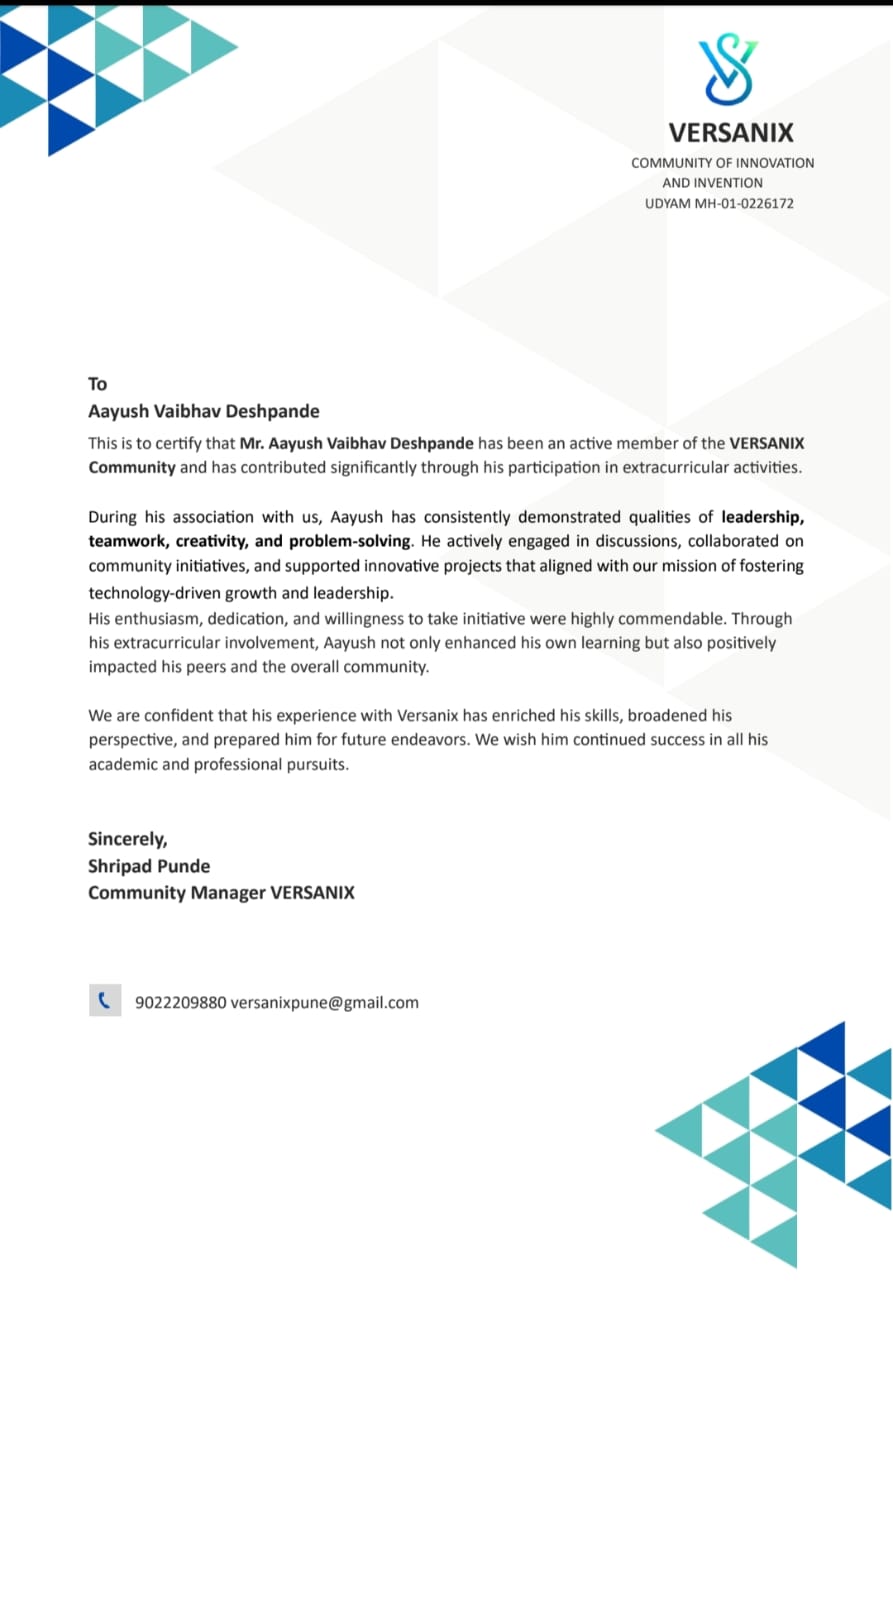 VERSANIX
COMMUNITY OF INNOVATION
AND INVENTION
UDYAM MH-01-0226172
To
Aayush Vaibhav Deshpande
This is to certify that Mr. Aayush Vaibhav Deshpande has been an active member of the VERSANIX
Community and has contributed significantly through his participation in extracurricular activities.
During his association with us, Aayush has consistently demonstrated qualities of leadership,
teamwork, creativity, and problem-solving. He actively engaged in discussions, collaborated on
community initiatives, and supported innovative projects that aligned with our mission of fostering
technology-driven growth and leadership.
His enthusiasm, dedication, and willingness to take initiative were highly commendable. Through
his extracurricular involvement, Aayush not only enhanced his own learning but also positively
impacted his peers and the overall community.
We are confident that his experience with Versanix has enriched his skills, broadened his
perspective, and prepared him for future endeavors. We wish him continued success in all his
academic and professional pursuits.
Sincerely,
Shripad Punde
Community Manager VERSANIX
9022209880 versanixpune@gmail.com